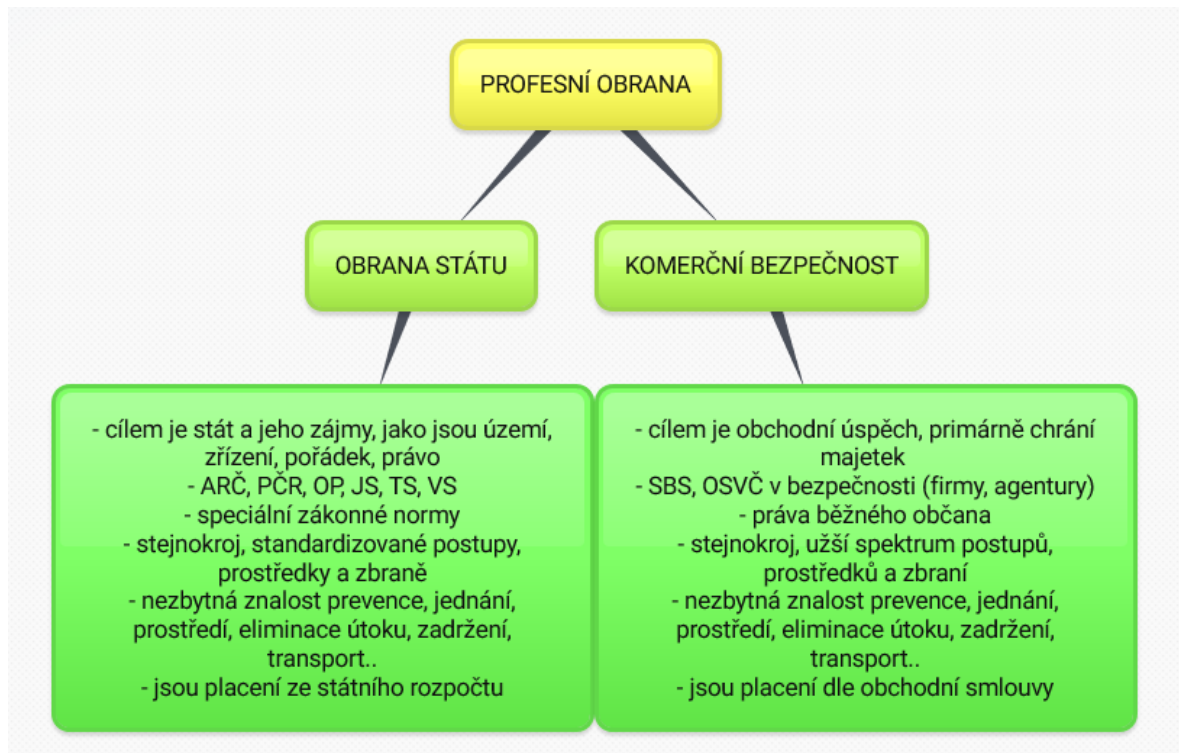 PROFESNÍ OBRANA
OBRANA STÁTU
KOMERČNÍ BEZPEČNOST
- cílem je stát a jeho zájmy, jako jsou území,
zřízení, pořádek, právo
- ARČ, PČR, OP, JS, TS, VS
- speciální zákonné normy
- stejnokroj, standardizované postupy,
prostředky a zbraně
- nezbytná znalost prevence, jednání,
prostředí, eliminace útoku, zadržení,
transport..
- jsou placení ze státního rozpočtu
- cílem je obchodní úspěch, primárně chrání
majetek
- SBS, OSVČ v bezpečnosti (firmy, agentury)
- práva běžného občana
- stejnokroj, užší spektrum postupů,
prostředků a zbraní
- nezbytná znalost prevence, jednání,
prostředí, eliminace útoku, zadržení,
transport..
- jsou placení dle obchodní smlouvy